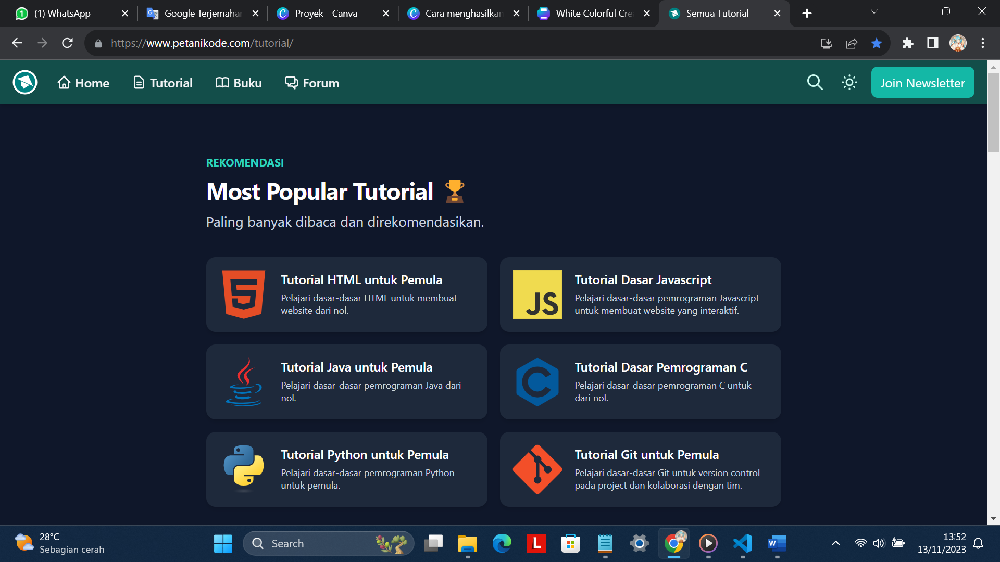 (1) WhatsApp
Google Terjemahan
Proyek - Canva
Cara menghasilkan
White Colorful Cre
Semua Tutorial
https://www.petanikode.com/tutorial/
Home
Tutorial
Buku
Forum
Join Newsletter
REKOMENDASI
Most Popular Tutorial
Paling banyak dibaca dan direkomendasikan.
Tutorial HTML untuk Pemula
Pelajari dasar-dasar HTML untuk membuat
website dari nol.
JS
Tutorial Dasar Javascript
Pelajari dasar-dasar pemrograman Javascript
untuk membuat website yang interaktif.
Tutorial Java untuk Pemula
Pelajari dasar-dasar pemrograman Java dari
nol.
C
Tutorial Dasar Pemrograman C
Pelajari dasar-dasar pemrograman C untuk
dari nol.
Tutorial Python untuk Pemula
Pelajari dasar-dasar pemrograman Python
untuk pemula.
Tutorial Git untuk Pemula
Pelajari dasar-dasar Git untuk version control
pada project dan kolaborasi dengan tim.
28°C
Sebagian cerah
Search
L
W
13:52
13/11/2023